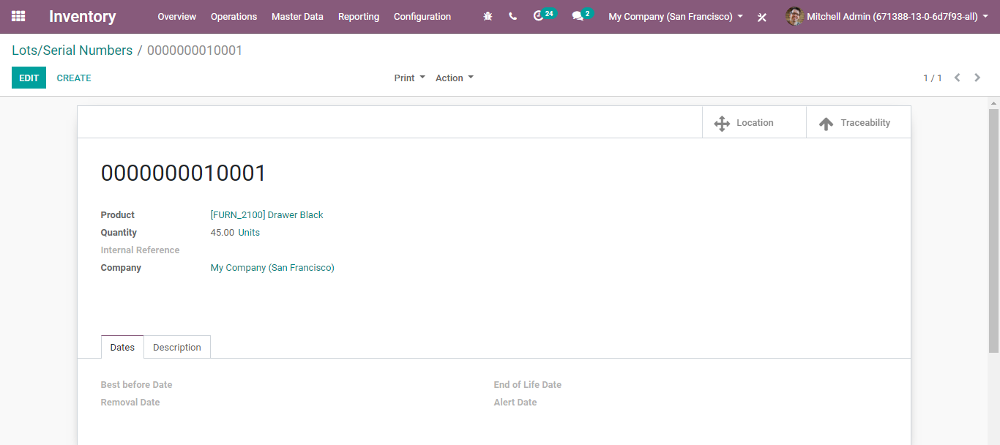 Inventory Overview Operations Master Data Reporting Configuration 24 2 My Company (San Francisco) Mitchell Admin (671388-13-0-6d7f93-all)
Lots/Serial Numbers / 0000000010001
EDIT CREATE Print Action 1 / 1
Location Traceability
0000000010001
Product [FURN_2100] Drawer Black
Quantity 45.00 Units
Internal Reference
Company My Company (San Francisco)
Dates Description
Best before Date End of Life Date
Removal Date Alert Date